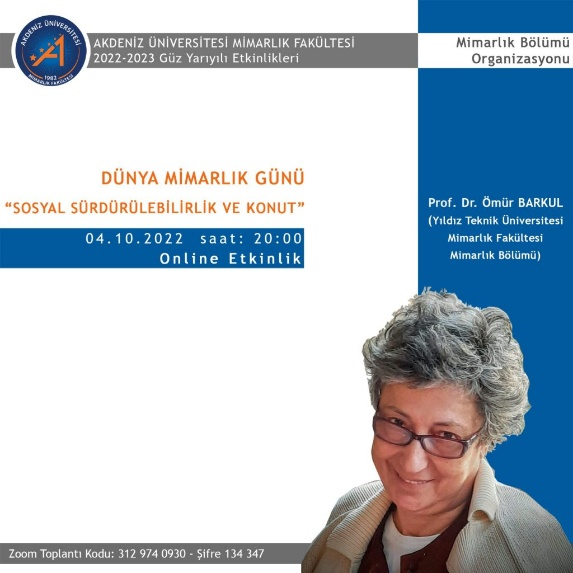 AKDENİZ ÜNİVERSİTESİ
1982
MİMARLIK FAKÜLTESİ
AKDENİZ ÜNİVERSİTESİ MİMARLIK FAKÜLTESİ
2022-2023 Güz Yarıyılı Etkinlikleri
Mimarlık Bölümü
Organizasyonu
DÜNYA MİMARLIK GÜNÜ
“SOSYAL SÜRDÜRÜLEBİLİRLİK VE KONUT”
04.10.2022 saat: 20:00
Online Etkinlik
Prof. Dr. Ömür BARKUL
(Yıldız Teknik Üniversitesi
Mimarlık Fakültesi
Mimarlık Bölümü)
Zoom Toplantı Kodu: 312 974 0930 - Şifre 134 347